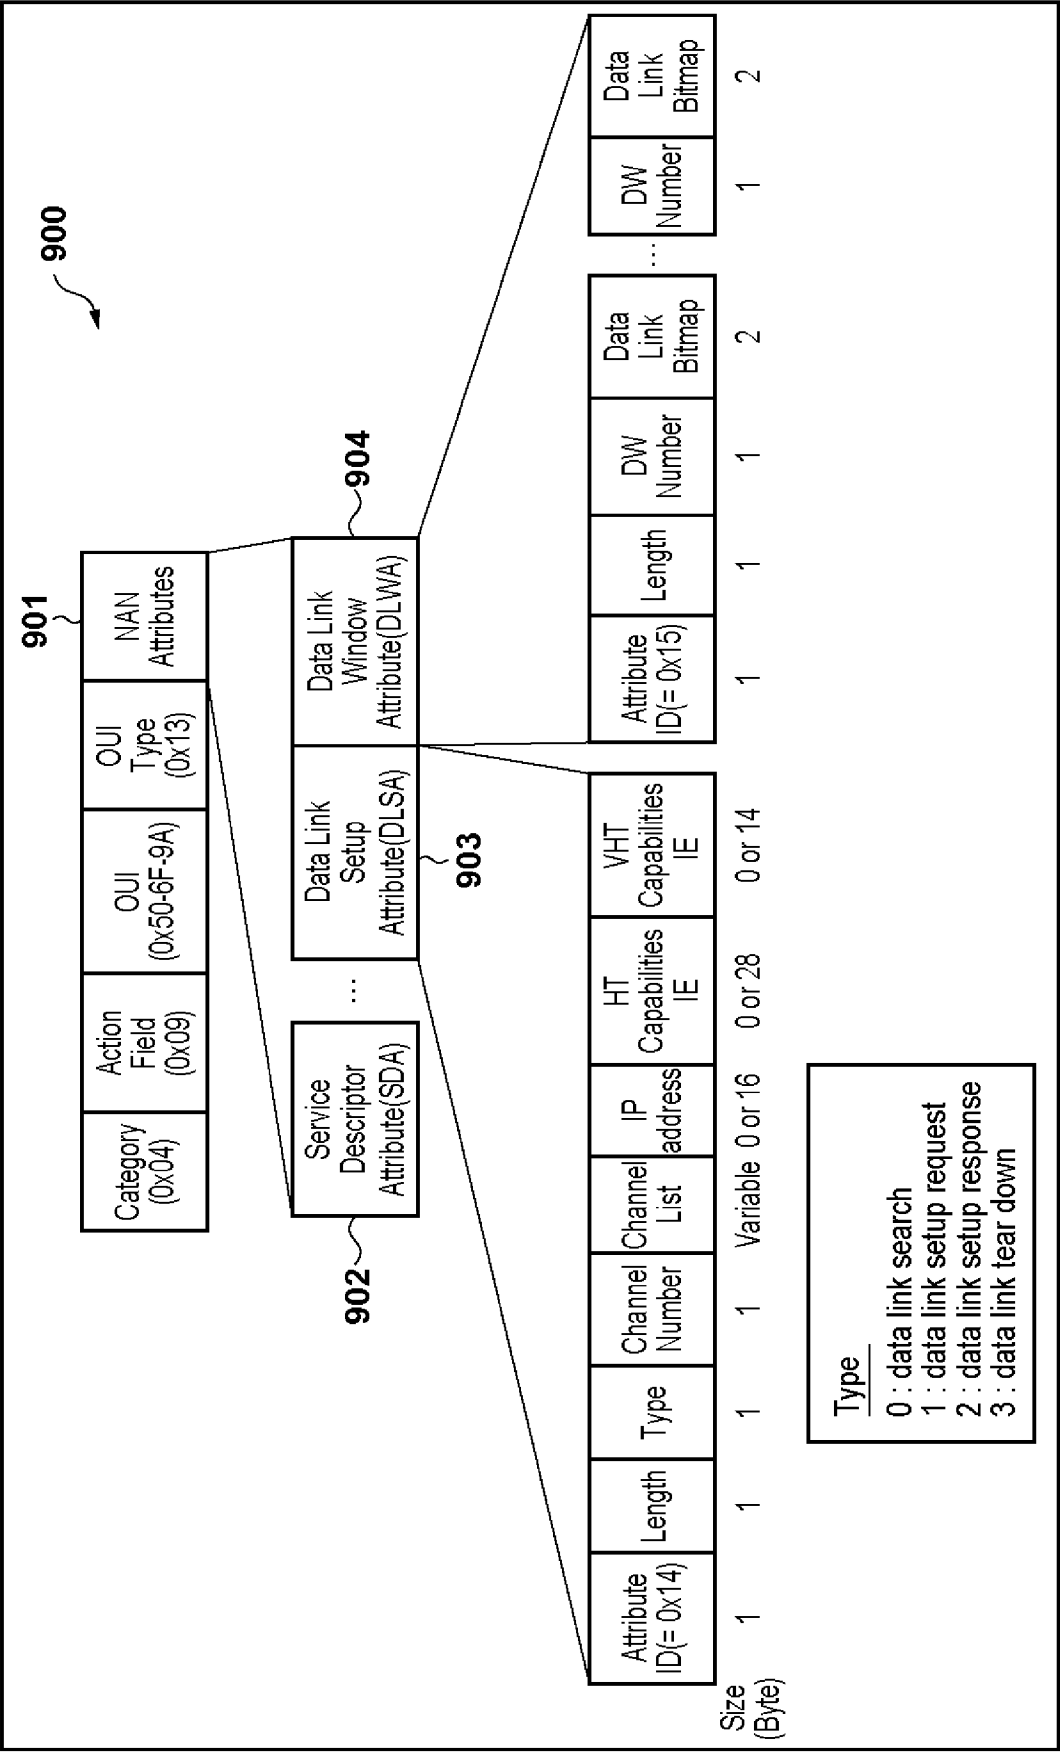 900
901
Category
(0x04)
Action
Field
(0x09)
OUI
(0x50-6F-9A)
OUI
Type
(0x13)
NAN
Attributes
902
Service
Descriptor
Attribute(SDA)
...
Data Link
Setup
Attribute(DLSA)
903
Data Link
Window
Attribute(DLWA)
904
Attribute
ID(= 0x14)
Length
Type
Channel
Number
Channel
List
IP
address
HT
Capabilities
IE
VHT
Capabilities
IE
Attribute
ID(= 0x15)
Length
DW
Number
Data
Link
Bitmap
...
DW
Number
Data
Link
Bitmap
Size
(Byte)
1
1
1
1
Variable
0 or 16
0 or 28
0 or 14
1
1
1
2
1
2
Type
0 : data link search
1 : data link setup request
2 : data link setup response
3 : data link tear down